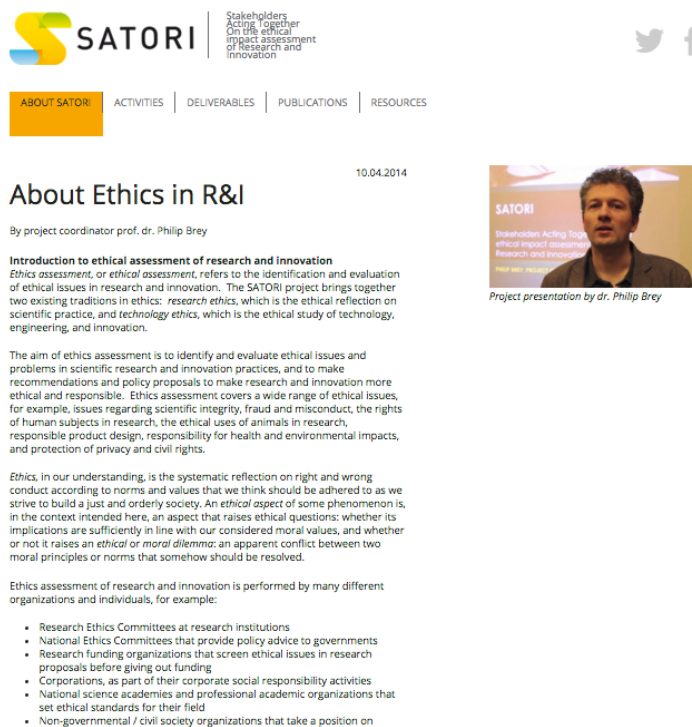 SATORI
Stakeholders
Acting Together
On the ethical
impact assessment
of Research and
Innovation
ABOUT SATORI
ACTIVITIES
DELIVERABLES
PUBLICATIONS
RESOURCES
10.04.2014
About Ethics in R&I
By project coordinator prof. dr. Philip Brey
Introduction to ethical assessment of research and innovation
Ethics assessment, or ethical assessment, refers to the identification and evaluation
of ethical issues in research and innovation.  The SATORI project brings together
two existing traditions in ethics:  research ethics, which is the ethical reflection on
scientific practice, and technology ethics, which is the ethical study of technology,
engineering, and innovation.
The aim of ethics assessment is to identify and evaluate ethical issues and
problems in scientific research and innovation practices, and to make
recommendations and policy proposals to make research and innovation more
ethical and responsible.  Ethics assessment covers a wide range of ethical issues,
for example, issues regarding scientific integrity, fraud and misconduct, the rights
of human subjects in research, the ethical uses of animals in research,
responsible product design, responsibility for health and environmental impacts,
and protection of privacy and civil rights.
Ethics, in our understanding, is the systematic reflection on right and wrong
conduct according to norms and values that we think should be adhered to as we
strive to build a just and orderly society. An ethical aspect of some phenomenon is,
in the context intended here, an aspect that raises ethical questions: whether its
implications are sufficiently in line with our considered moral values, and whether
or not it raises an ethical or moral dilemma: an apparent conflict between two
moral principles or norms that somehow should be resolved.
Ethics assessment of research and innovation is performed by many different
organizations and individuals, for example:
Research Ethics Committees at research institutions
National Ethics Committees that provide policy advice to governments
Research funding organizations that screen ethical issues in research
proposals before giving out funding
Corporations, as part of their corporate social responsibility activities
National science academies and professional academic organizations that
set ethical standards for their field
Non-governmental / civil society organizations that take a position on
SATORI
Stakeholders Acting
ethical impact
Research and
Project presentation by dr. Philip Brey